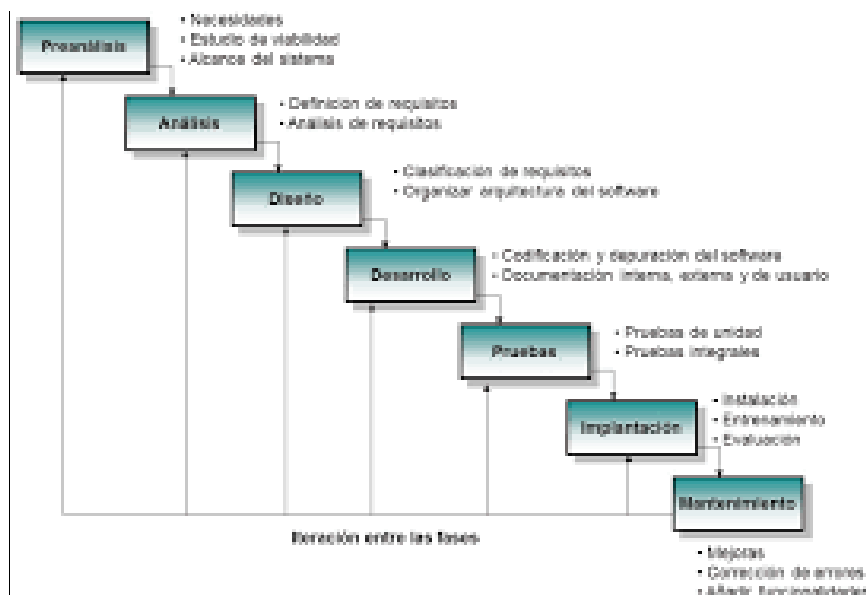 Preanálisis
• Necesidades
• Estudio de viabilidad
• Alcance del sistema
Análisis
• Definición de requisitos
• Análisis de requisitos
Diseño
• Clasificación de requisitos
• Organizar arquitectura del software
Desarrollo
• Codificación y depuración del software
• Documentación interna, externa y de usuario
Pruebas
• Pruebas de unidad
• Pruebas integrales
Implantación
• Instalación
• Entrenamiento
• Evaluación
Mantenimiento
Iteración entre las fases
• Mejoras
• Corrección de errores
• Añadir funcionalidades